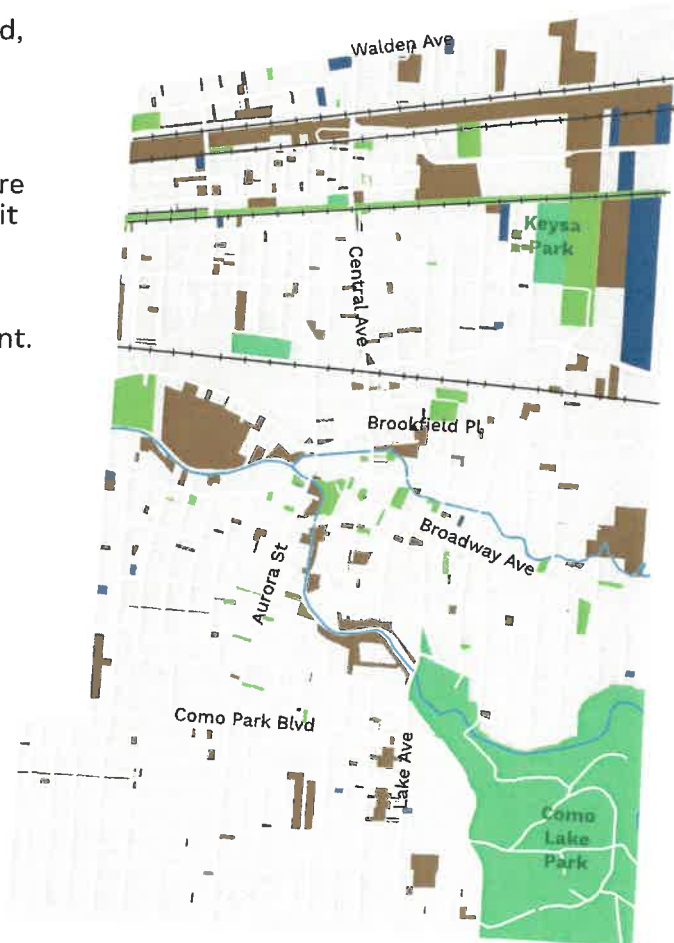 d,
Walden Ave
re
it
Keysa
Park
Central Ave
nt.
Brookfield Pl
Broadway Ave
Aurora St
Como Park Blvd
Lake Ave
Como
Lake
Park